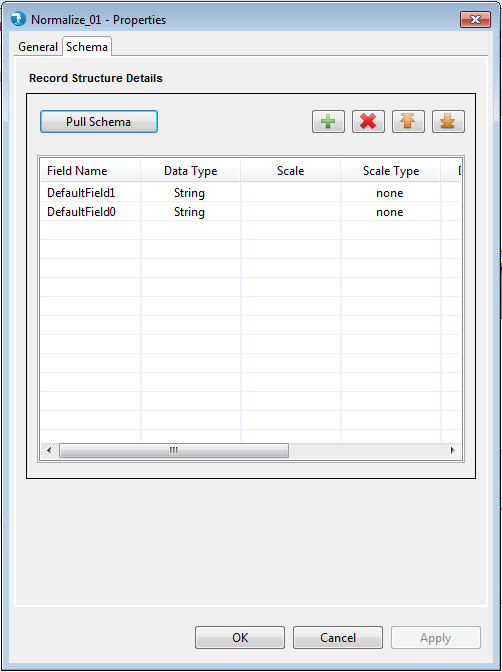 Normalize_01 - Properties
General Schema
Record Structure Details
Pull Schema
Field Name Data Type Scale Scale Type
DefaultField1 String none
DefaultField0 String none
OK Cancel Apply